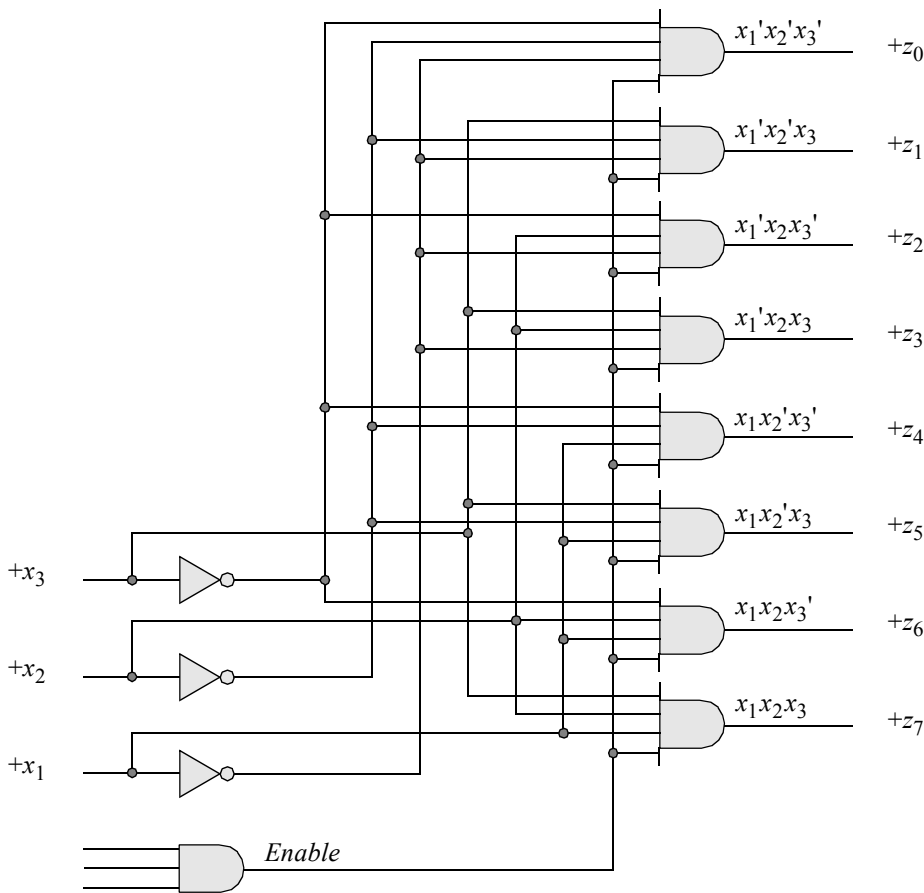 x₁'x₂'x₃' +z₀
x₁'x₂'x₃ +z₁
x₁'x₂x₃' +z₂
x₁'x₂x₃ +z₃
x₁x₂'x₃' +z₄
x₁x₂'x₃ +z₅
+x₃
x₁x₂x₃' +z₆
+x₂
x₁x₂x₃ +z₇
+x₁
Enable